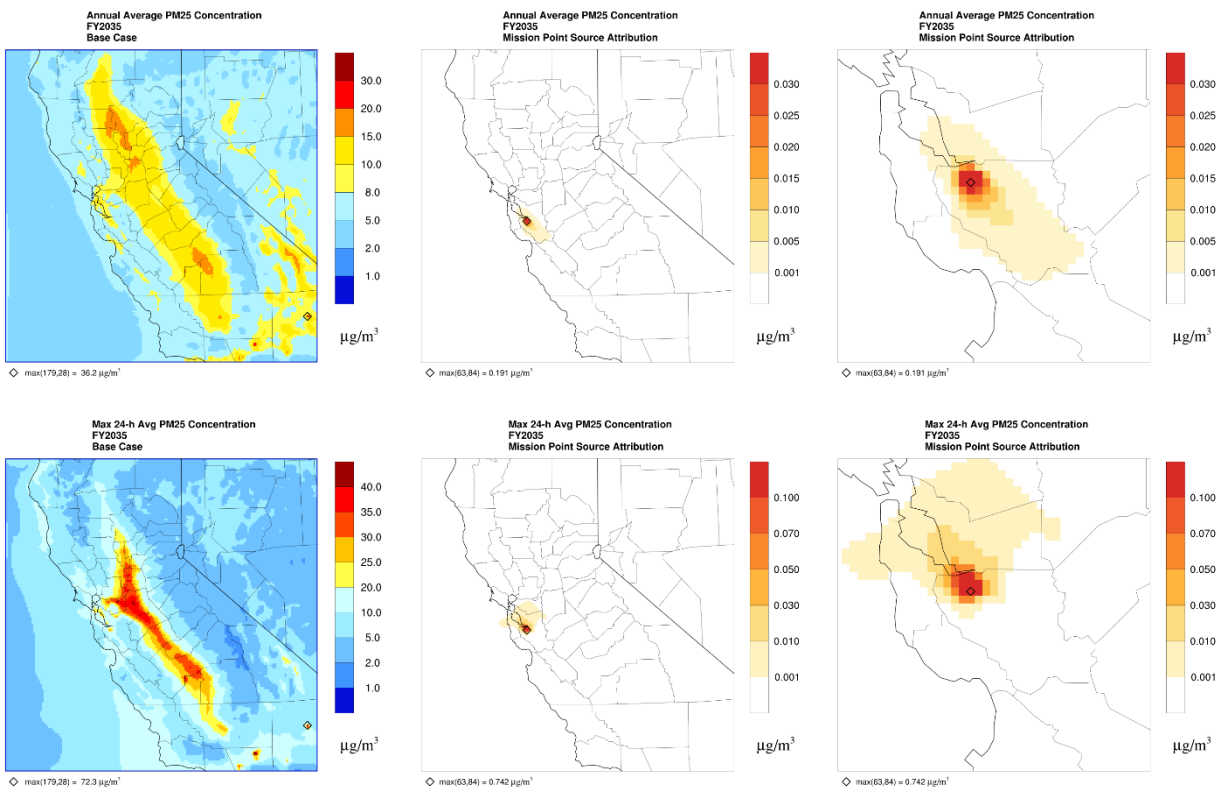 Annual Average PM25 Concentration
FY2035
Base Case
30.0
20.0
15.0
10.0
8.0
5.0
2.0
1.0
µg/m³
max(179,28) = 36.2 µg/m³
Annual Average PM25 Concentration
FY2035
Mission Point Source Attribution
0.030
0.025
0.020
0.015
0.010
0.005
0.001
µg/m³
max(63,84) = 0.191 µg/m³
Annual Average PM25 Concentration
FY2035
Mission Point Source Attribution
0.030
0.025
0.020
0.015
0.010
0.005
0.001
µg/m³
max(63,84) = 0.191 µg/m³
Max 24-h Avg PM25 Concentration
FY2035
Base Case
40.0
35.0
30.0
25.0
20.0
10.0
5.0
2.0
1.0
µg/m³
max(179,28) = 72.3 µg/m³
Max 24-h Avg PM25 Concentration
FY2035
Mission Point Source Attribution
0.100
0.070
0.050
0.030
0.010
0.001
µg/m³
max(63,84) = 0.742 µg/m³
Max 24-h Avg PM25 Concentration
FY2035
Mission Point Source Attribution
0.100
0.070
0.050
0.030
0.010
0.001
µg/m³
max(63,84) = 0.742 µg/m³